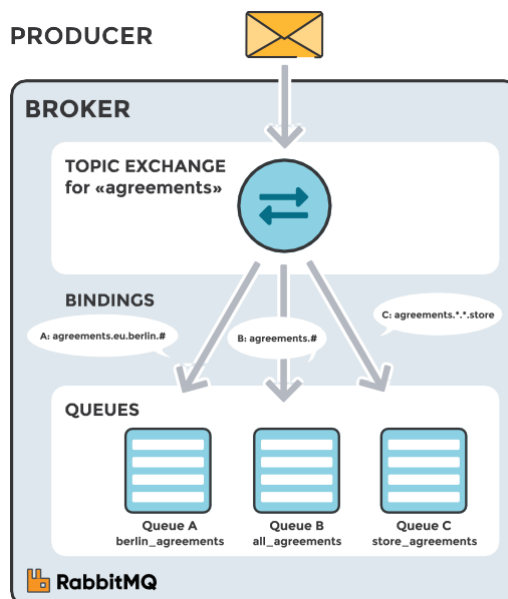 PRODUCER
BROKER
TOPIC EXCHANGE
for «agreements»
BINDINGS
A: agreements.eu.berlin.#
B: agreements.#
C: agreements.*.*.store
QUEUES
Queue A
berlin_agreements
Queue B
all_agreements
Queue C
store_agreements
RabbitMQ